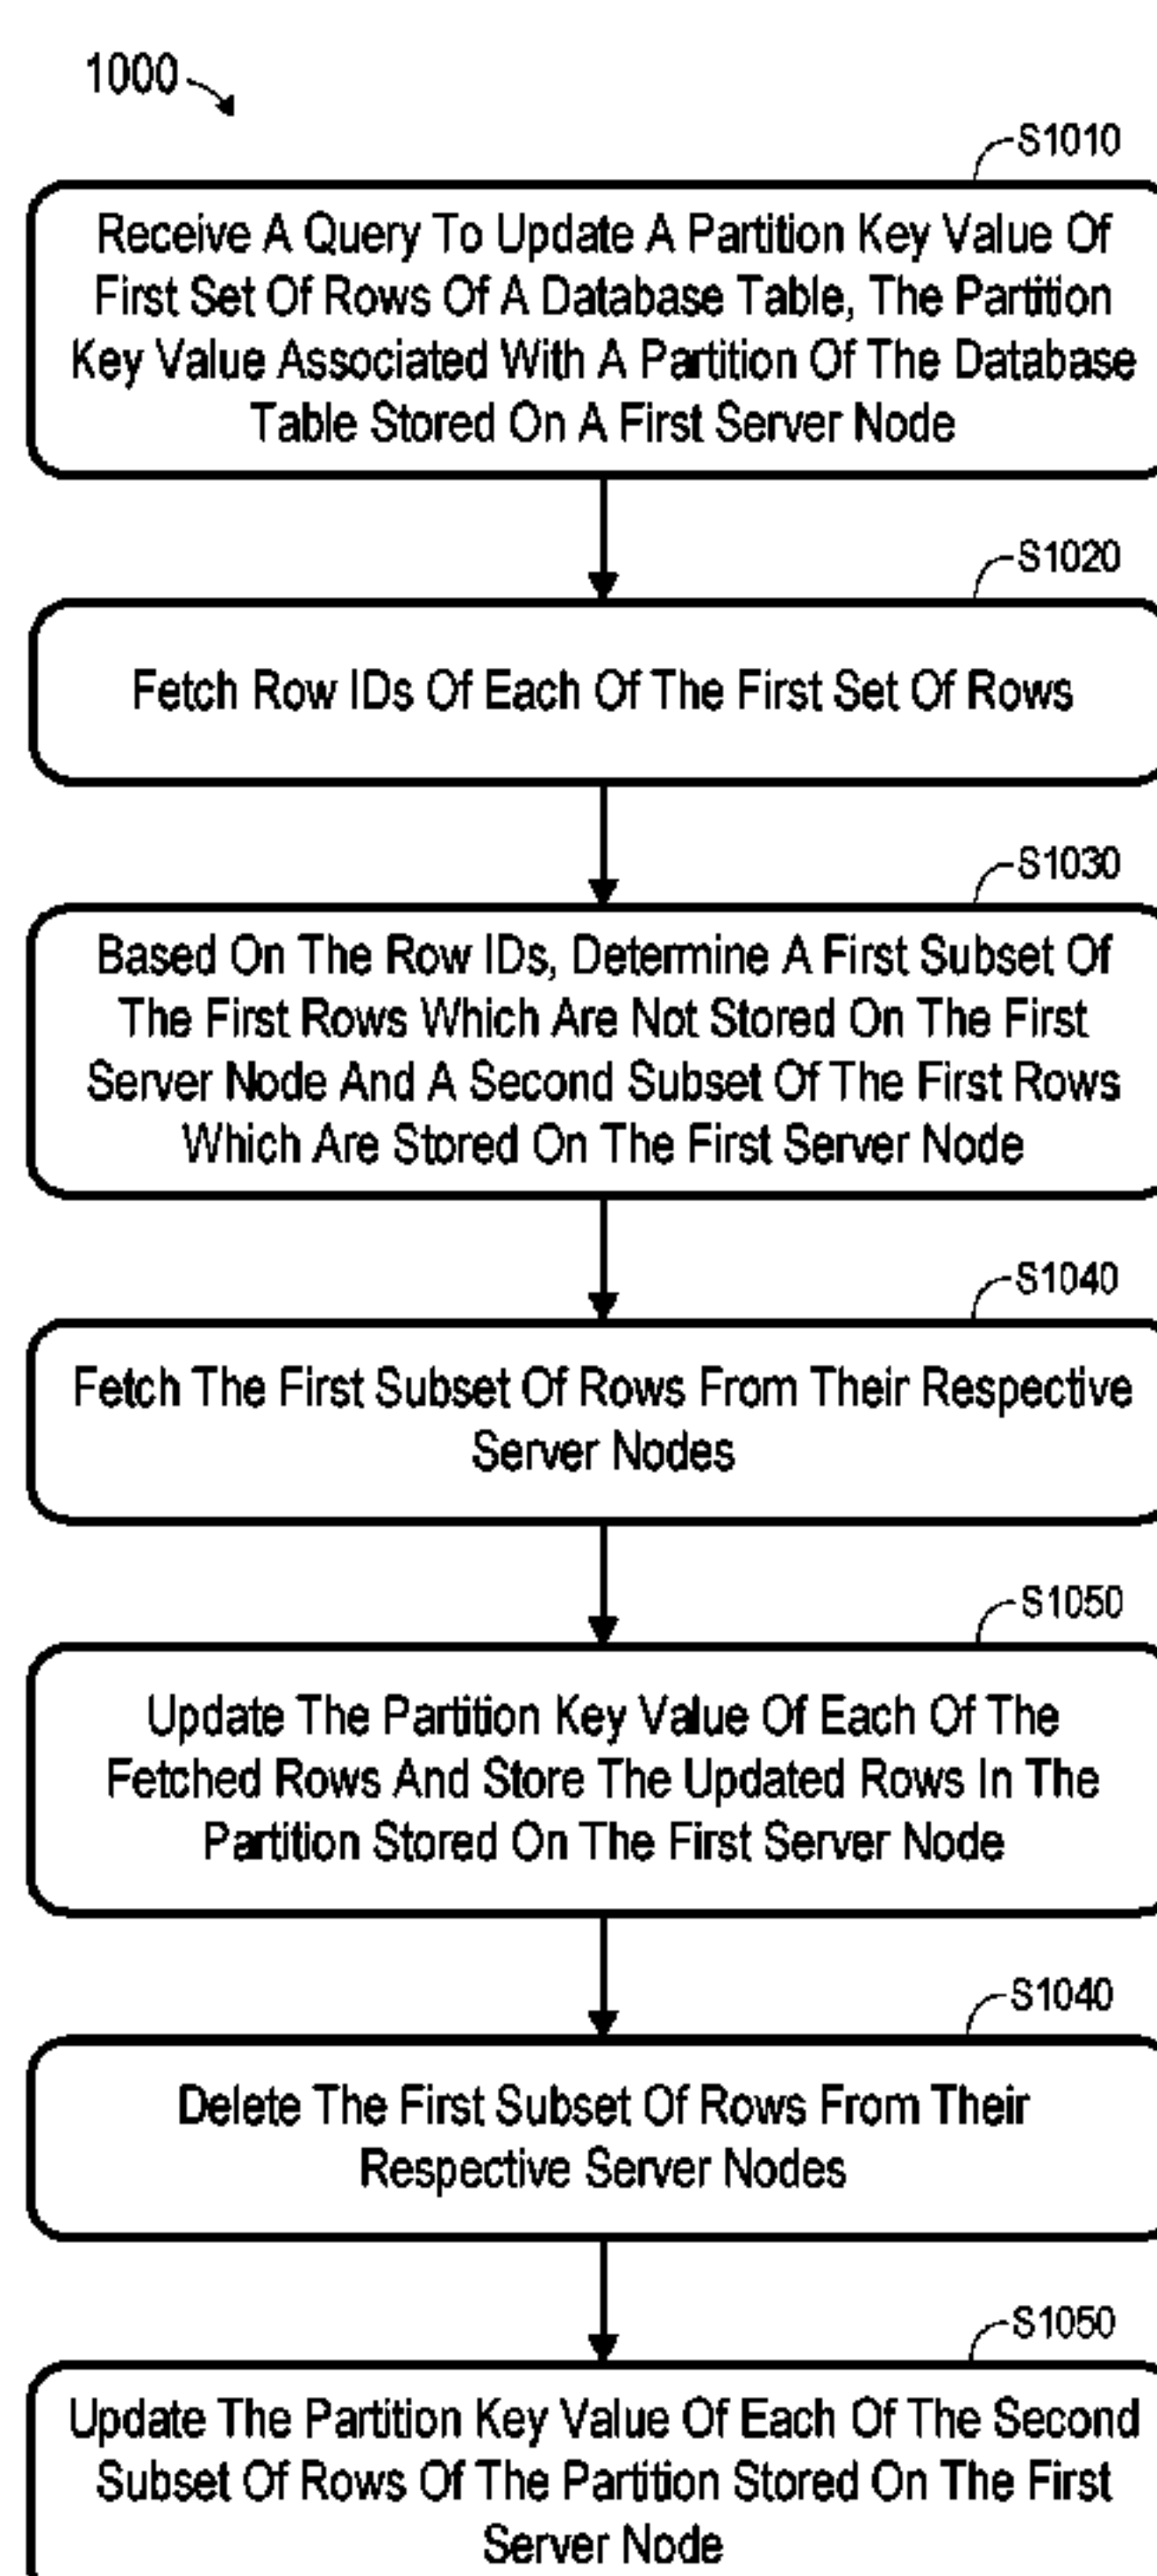 1000
S1010
Receive A Query To Update A Partition Key Value Of
First Set Of Rows Of A Database Table, The Partition
Key Value Associated With A Partition Of The Database
Table Stored On A First Server Node
S1020
Fetch Row IDs Of Each Of The First Set Of Rows
S1030
Based On The Row IDs, Determine A First Subset Of
The First Rows Which Are Not Stored On The First
Server Node And A Second Subset Of The First Rows
Which Are Stored On The First Server Node
S1040
Fetch The First Subset Of Rows From Their Respective
Server Nodes
S1050
Update The Partition Key Value Of Each Of The
Fetched Rows And Store The Updated Rows In The
Partition Stored On The First Server Node
S1040
Delete The First Subset Of Rows From Their
Respective Server Nodes
S1050
Update The Partition Key Value Of Each Of The Second
Subset Of Rows Of The Partition Stored On The First
Server Node